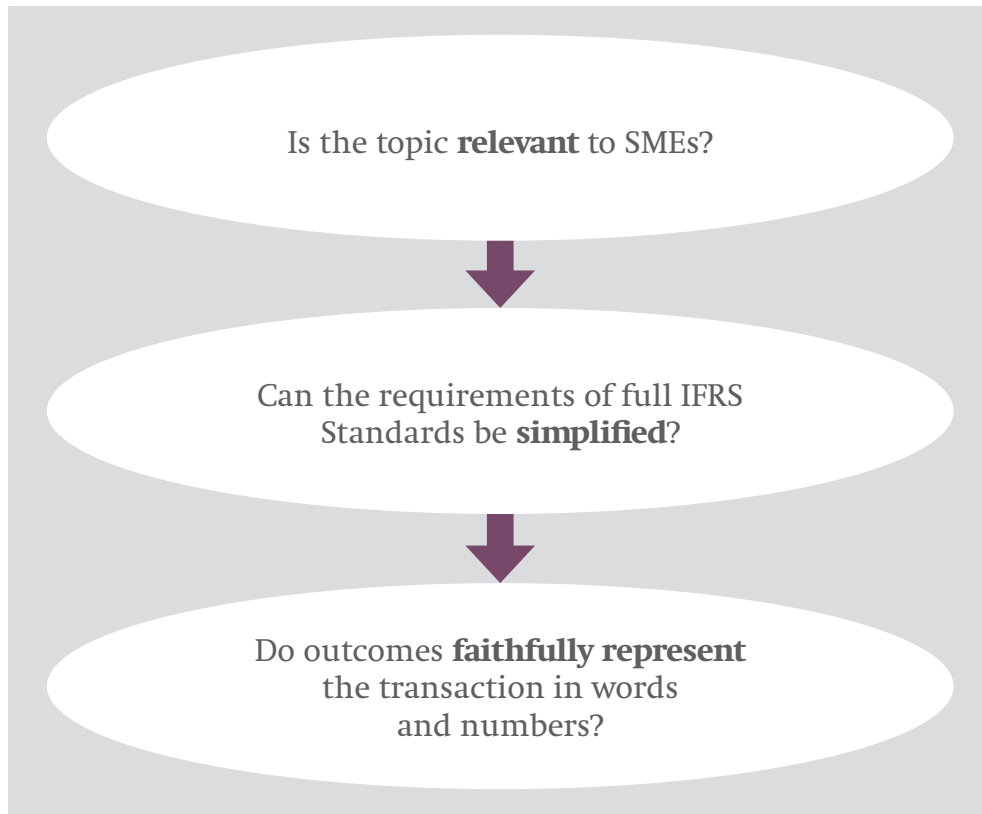 Is the topic relevant to SMEs?
Can the requirements of full IFRS
Standards be simplified?
Do outcomes faithfully represent
the transaction in words
and numbers?